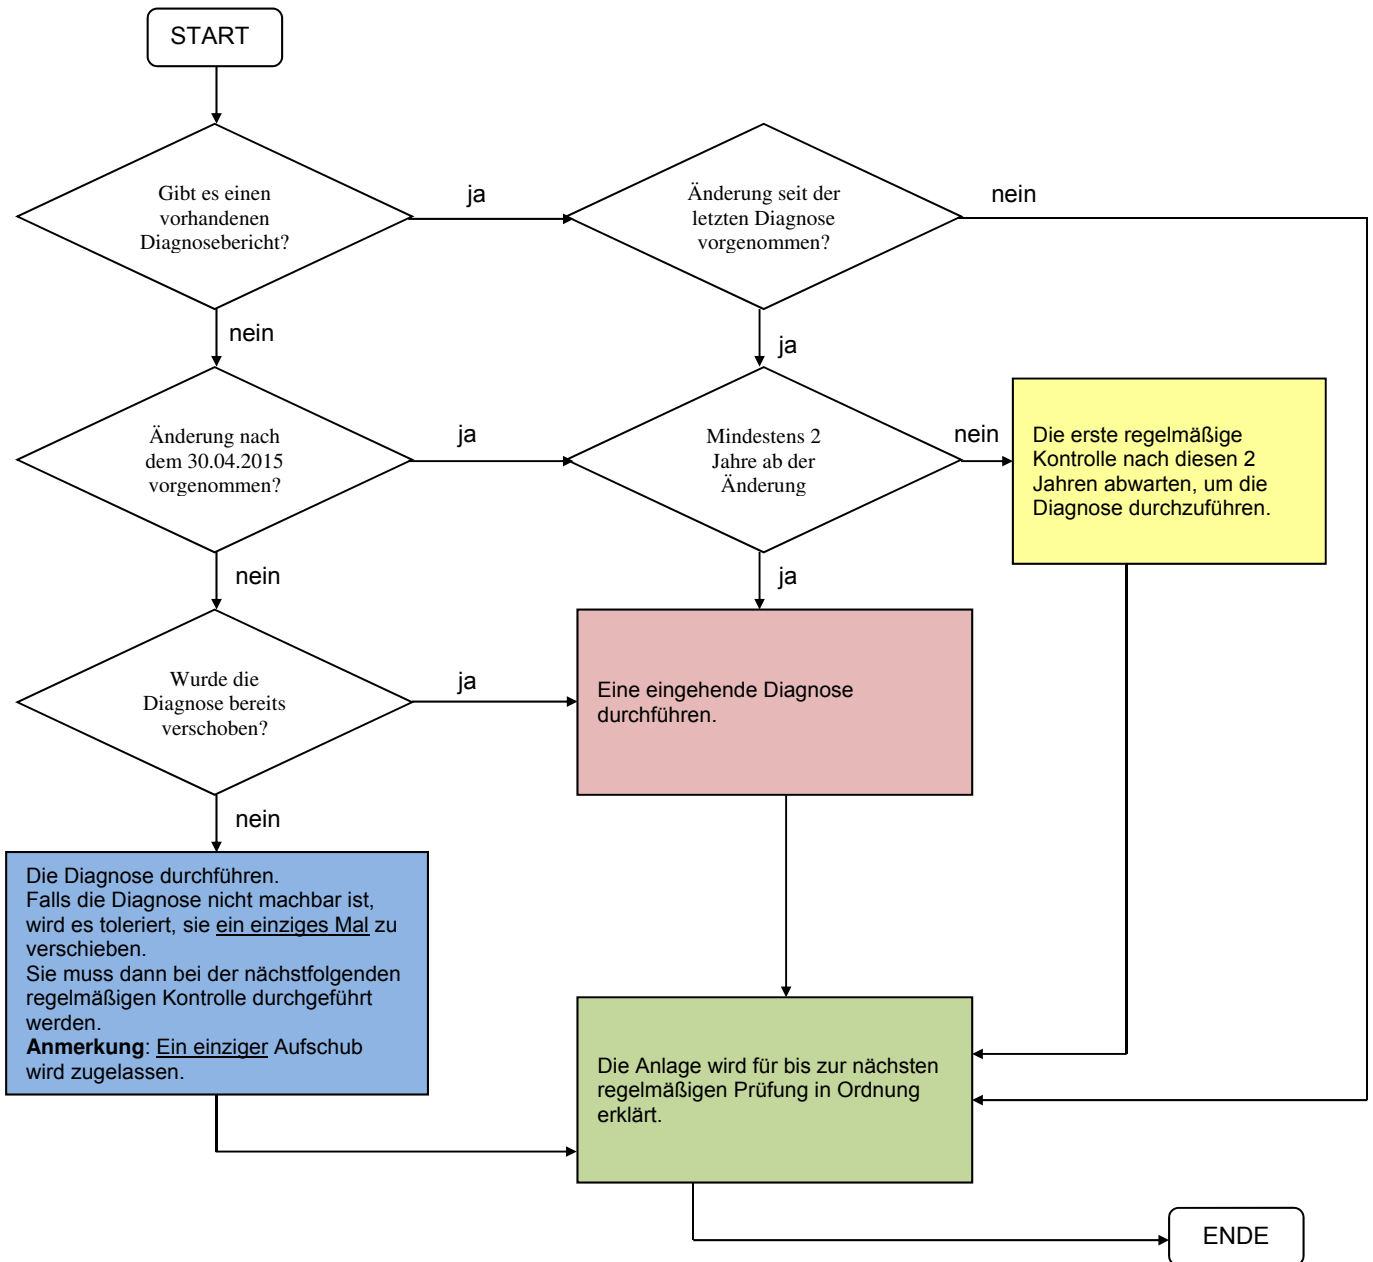 START
Gibt es einen
vorhandenen
Diagnosebericht?
ja
Änderung seit der
letzten Diagnose
vorgenommen?
nein
nein
ja
Änderung nach
dem 30.04.2015
vorgenommen?
ja
Mindestens 2
Jahre ab der
Änderung
nein
Die erste regelmäßige
Kontrolle nach diesen 2
Jahren abwarten, um die
Diagnose durchzuführen.
nein
ja
Wurde die
Diagnose bereits
verschoben?
ja
Eine eingehende Diagnose
durchführen.
nein
Die Diagnose durchführen.
Falls die Diagnose nicht machbar ist,
wird es toleriert, sie ein einziges Mal zu
verschieben.
Sie muss dann bei der nächstfolgenden
regelmäßigen Kontrolle durchgeführt
werden.
Anmerkung: Ein einziger Aufschub
wird zugelassen.
Die Anlage wird für bis zur nächsten
regelmäßigen Prüfung in Ordnung
erklärt.
ENDE